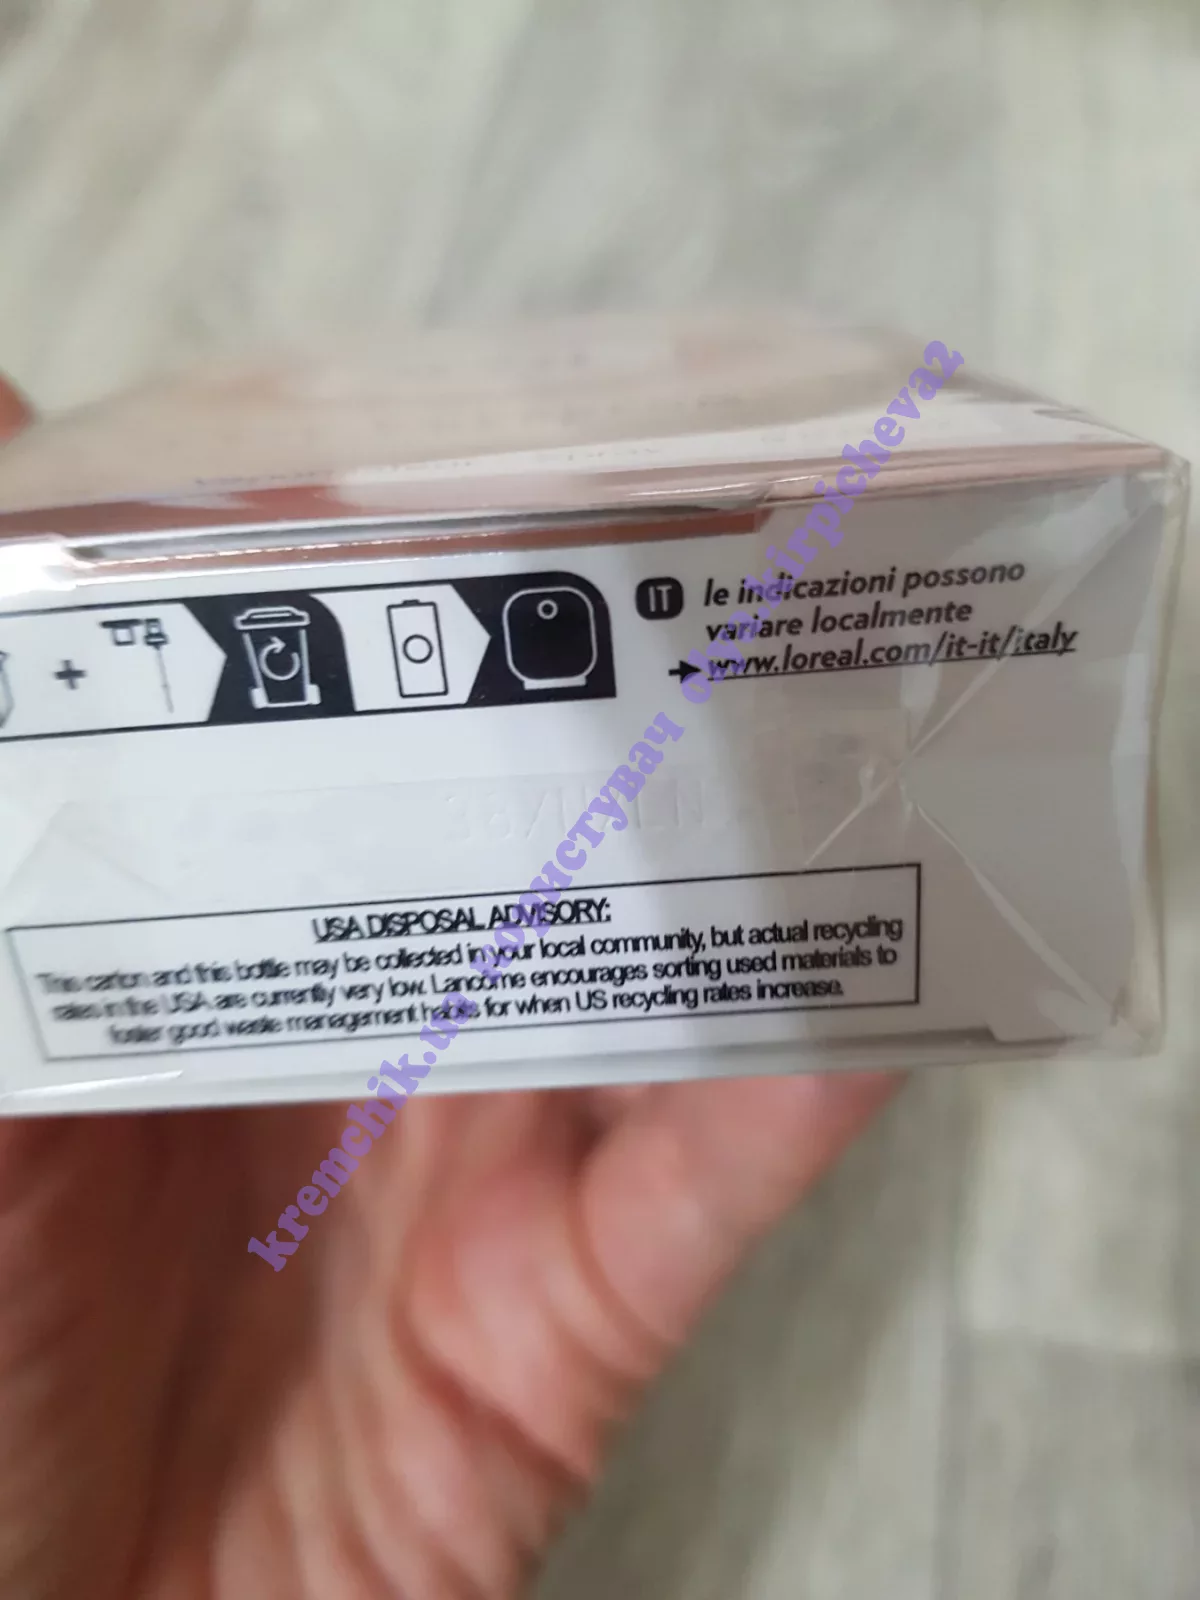 IT le indicazioni possono
variare localmente
www.loreal.com/it-it/italy
USA DISPOSAL ADVISORY:
This carton and this bottle may be collected in your local community, but actual recycling
rates in the USA are currently very low. Lancôme encourages sorting used materials to
foster good waste management habits for when US recycling rates increase.
kremchik.ua користувач olya.kirpicheva2